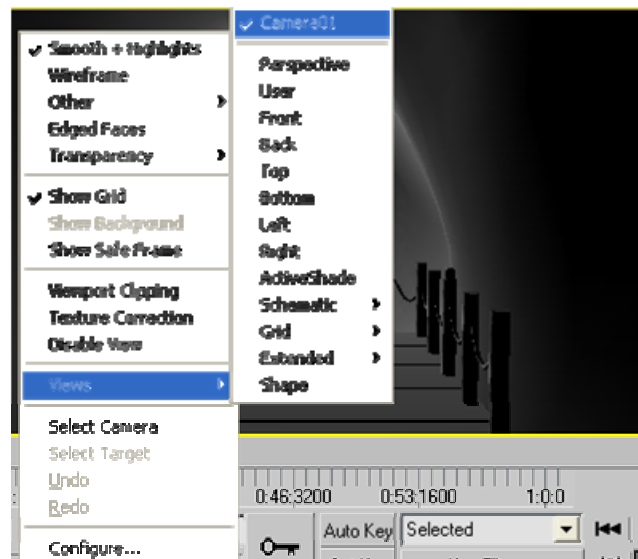 Smooth + Highlights
Wireframe
Other
Edged Faces
Transparency
Show Grid
Show Background
Show Safe Frame
Viewport Clipping
Texture Correction
Disable View
Views
Select Camera
Select Target
Undo
Redo
Configure...
Camera01
Perspective
User
Front
Back
Top
Bottom
Left
Right
ActiveShade
Schematic
Grid
Extended
Shape
0:46:3200 0:53:1600 1:0:0
Auto Key Selected